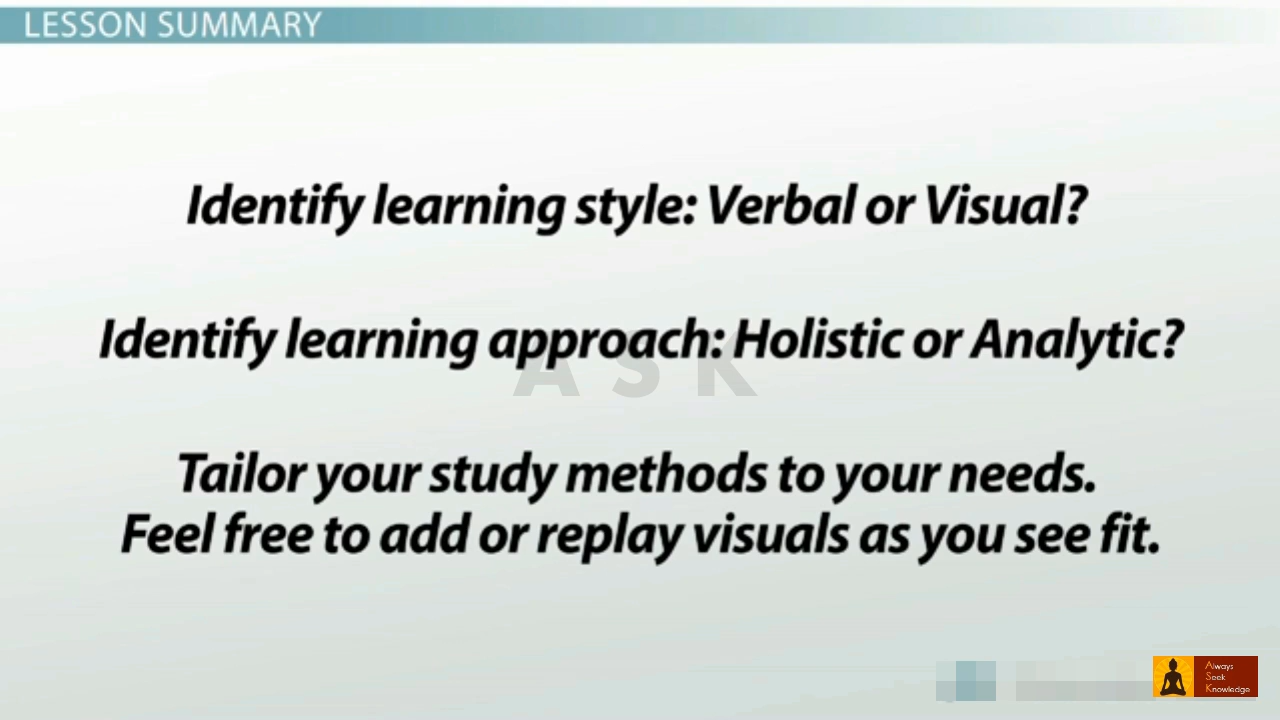 LESSON SUMMARY
Identify learning style: Verbal or Visual?
Identify learning approach: Holistic or Analytic?
ASK
Tailor your study methods to your needs.
Feel free to add or replay visuals as you see fit.
Always
Seek
Knowledge